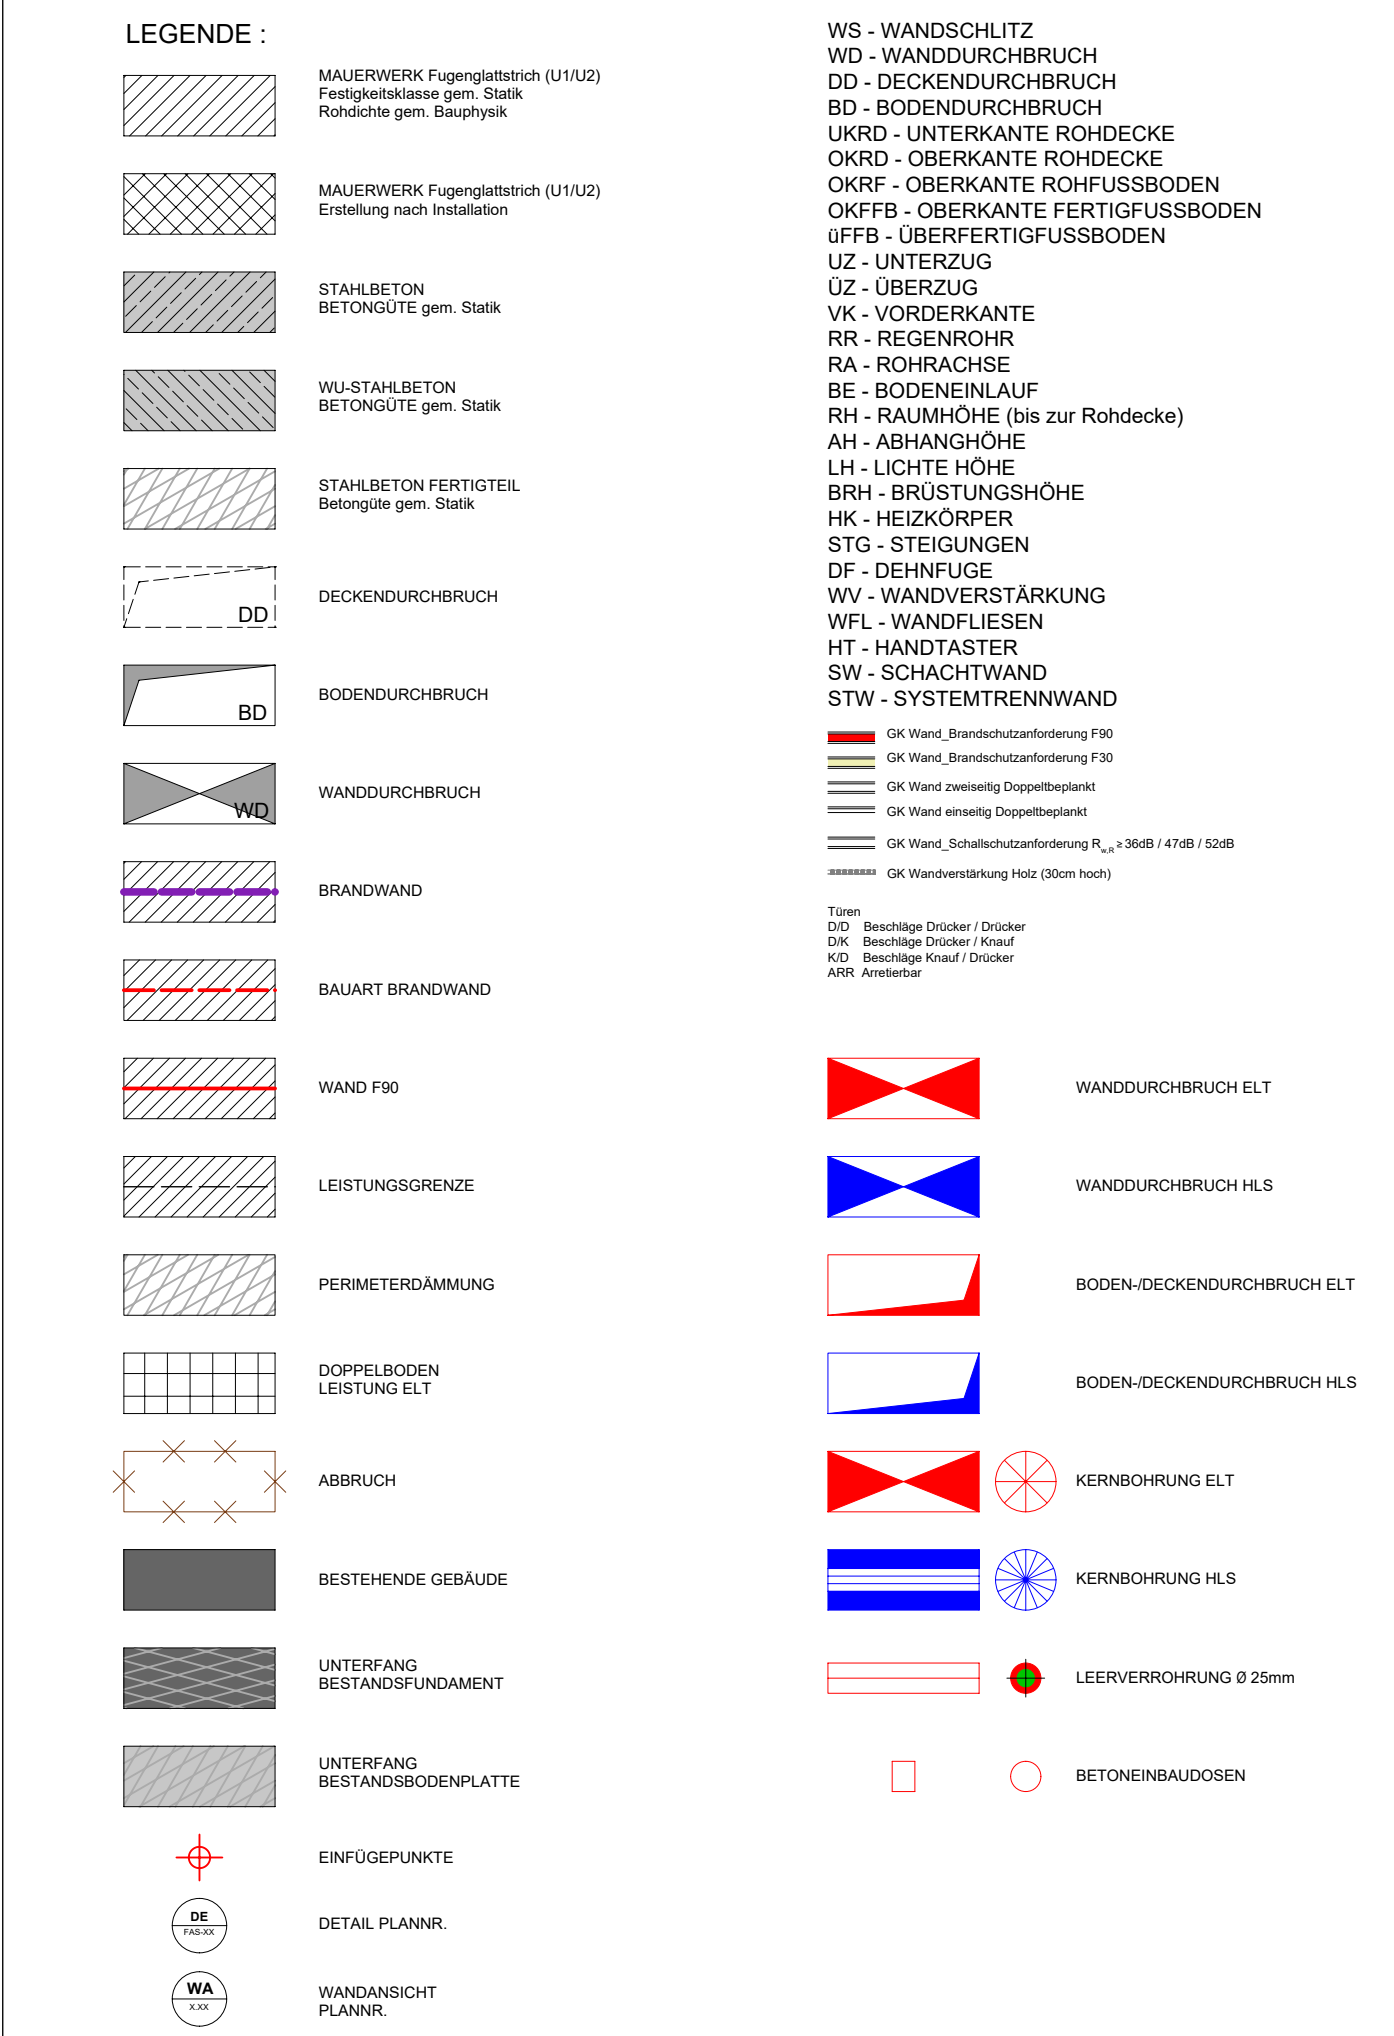 LEGENDE :
MAUERWERK Fugenglattstrich (U1/U2)
Festigkeitsklasse gem. Statik
Rohdichte gem. Bauphysik
MAUERWERK Fugenglattstrich (U1/U2)
Erstellung nach Installation
STAHLBETON
BETONGÜTE gem. Statik
WU-STAHLBETON
BETONGÜTE gem. Statik
STAHLBETON FERTIGTEIL
Betongüte gem. Statik
DD
DECKENDURCHBRUCH
BD
BODENDURCHBRUCH
WD
WANDDURCHBRUCH
BRANDWAND
BAUART BRANDWAND
WAND F90
LEISTUNGSGRENZE
PERIMETERDÄMMUNG
DOPPELBODEN
LEISTUNG ELT
ABBRUCH
BESTEHENDE GEBÄUDE
UNTERFANG
BESTANDSFUNDAMENT
UNTERFANG
BESTANDSBODENPLATTE
EINFÜGEPUNKTE
DE
FAS-XX
DETAIL PLANNR.
WA
X.XX
WANDANSICHT
PLANNR.
WS - WANDSCHLITZ
WD - WANDDURCHBRUCH
DD - DECKENDURCHBRUCH
BD - BODENDURCHBRUCH
UKRD - UNTERKANTE ROHDECKE
OKRD - OBERKANTE ROHDECKE
OKRF - OBERKANTE ROHFUSSBODEN
OKFFB - OBERKANTE FERTIGFUSSBODEN
üFFB - ÜBERFERTIGFUSSBODEN
UZ - UNTERZUG
ÜZ - ÜBERZUG
VK - VORDERKANTE
RR - REGENROHR
RA - ROHRACHSE
BE - BODENEINLAUF
RH - RAUMHÖHE (bis zur Rohdecke)
AH - ABHANGHÖHE
LH - LICHTE HÖHE
BRH - BRÜSTUNGSHÖHE
HK - HEIZKÖRPER
STG - STEIGUNGEN
DF - DEHNFUGE
WV - WANDVERSTÄRKUNG
WFL - WANDFLIESEN
HT - HANDTASTER
SW - SCHACHTWAND
STW - SYSTEMTRENNWAND
GK Wand_Brandschutzanforderung F90
GK Wand_Brandschutzanforderung F30
GK Wand zweiseitig Doppeltbeplankt
GK Wand einseitig Doppeltbeplankt
GK Wand_Schallschutzanforderung Rw,R ≥ 36dB / 47dB / 52dB
GK Wandverstärkung Holz (30cm hoch)
Türen
D/D Beschläge Drücker / Drücker
D/K Beschläge Drücker / Knauf
K/D Beschläge Knauf / Drücker
ARR Arretierbar
WANDDURCHBRUCH ELT
WANDDURCHBRUCH HLS
BODEN-/DECKENDURCHBRUCH ELT
BODEN-/DECKENDURCHBRUCH HLS
KERNBOHRUNG ELT
KERNBOHRUNG HLS
LEERVERROHRUNG Ø 25mm
BETONEINBAUDOSEN